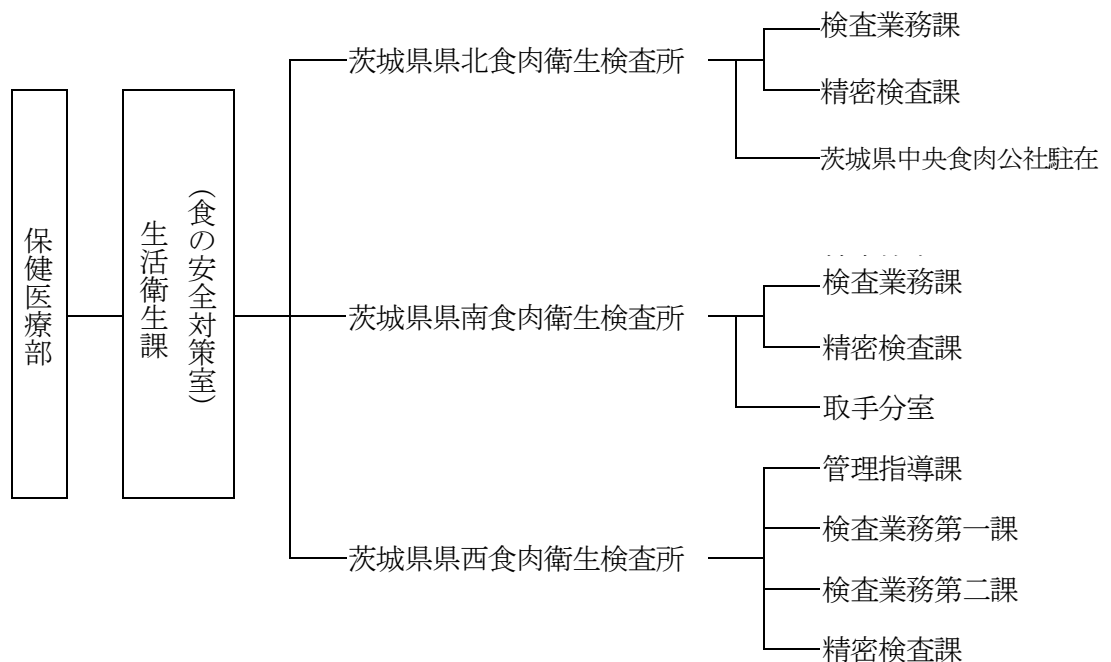 保健医療部
生活衛生課
(食の安全対策室)
茨城県県北食肉衛生検査所
検査業務課
精密検査課
茨城県中央食肉公社駐在
茨城県県南食肉衛生検査所
検査業務課
精密検査課
取手分室
茨城県県西食肉衛生検査所
管理指導課
検査業務第一課
検査業務第二課
精密検査課